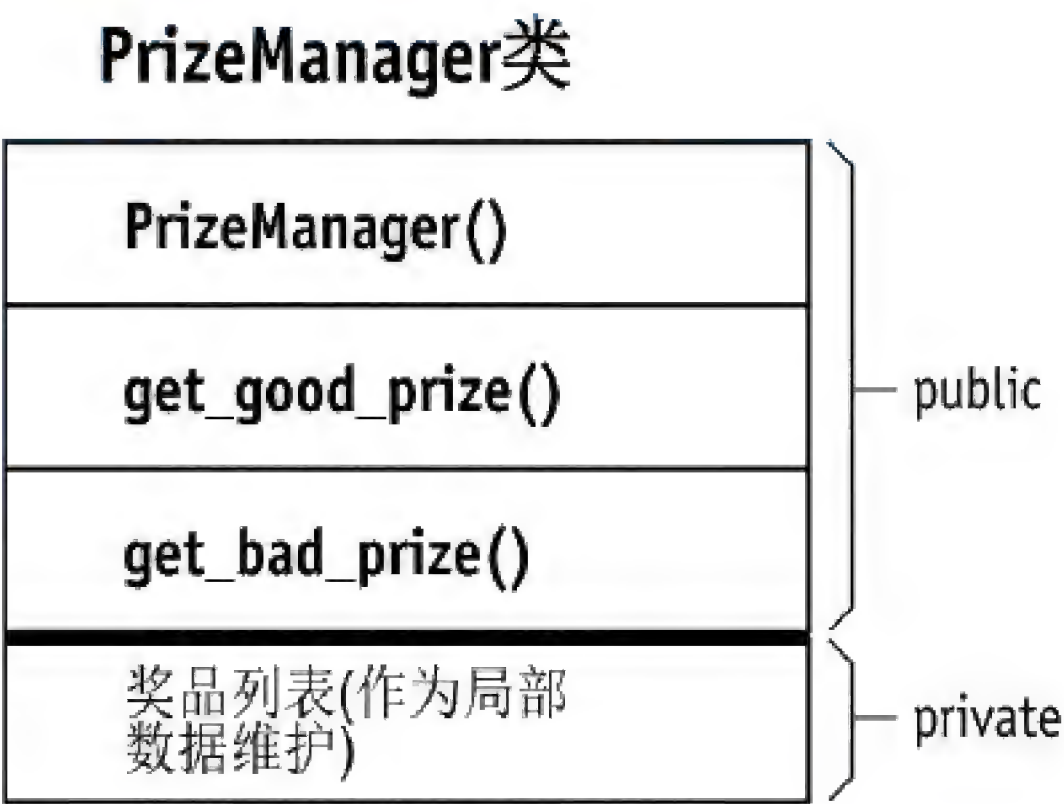 PrizeManager类
PrizeManager()
get_good_prize()
public
get_bad_prize()
奖品列表(作为局部
数据维护)
private